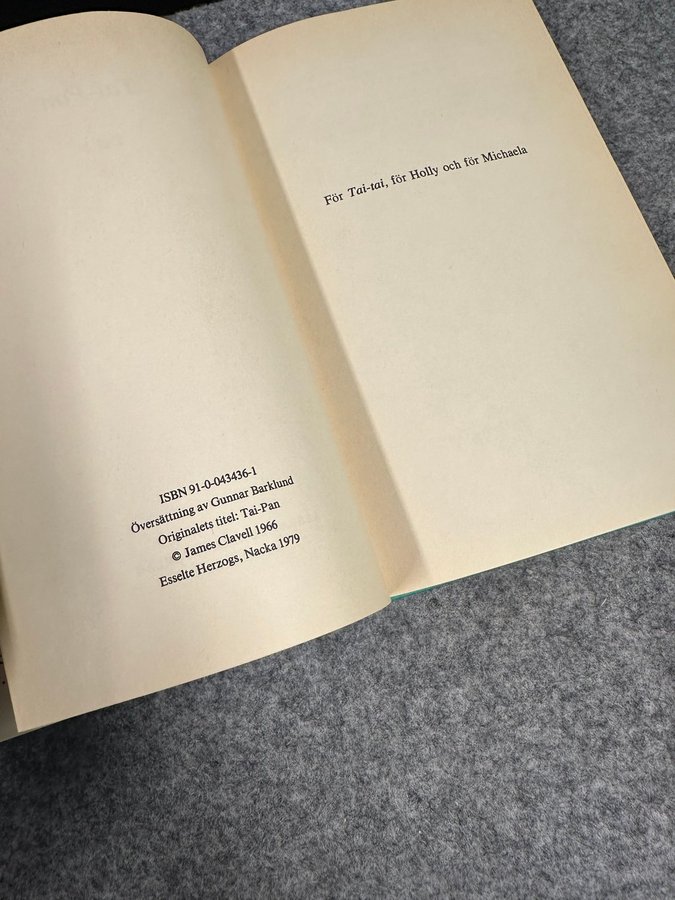 ISBN 91-0-043436-1
Översättning av Gunnar Barklund
Originalets titel: Tai-Pan
© James Clavell 1966
Esselte Herzogs, Nacka 1979
För Tai-tai, för Holly och för Michaela